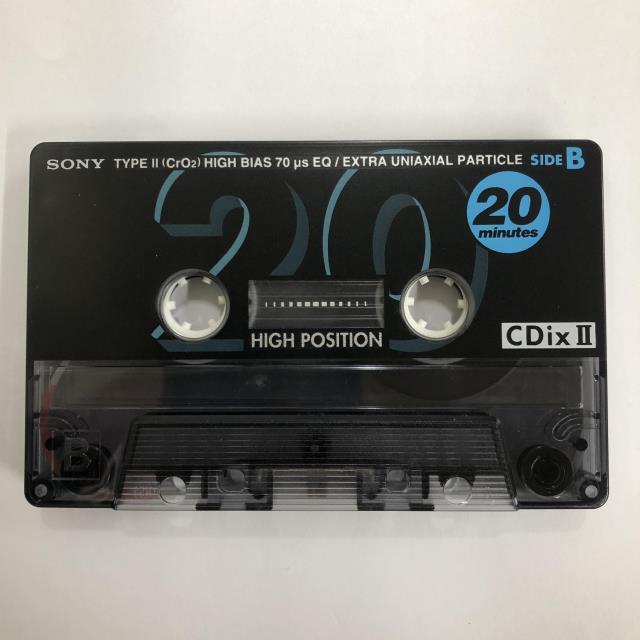 SONY TYPE II (CrO2) HIGH BIAS 70 µs EQ / EXTRA UNIAXIAL PARTICLE SIDE B
20
20
minutes
HIGH POSITION
CDix II
B